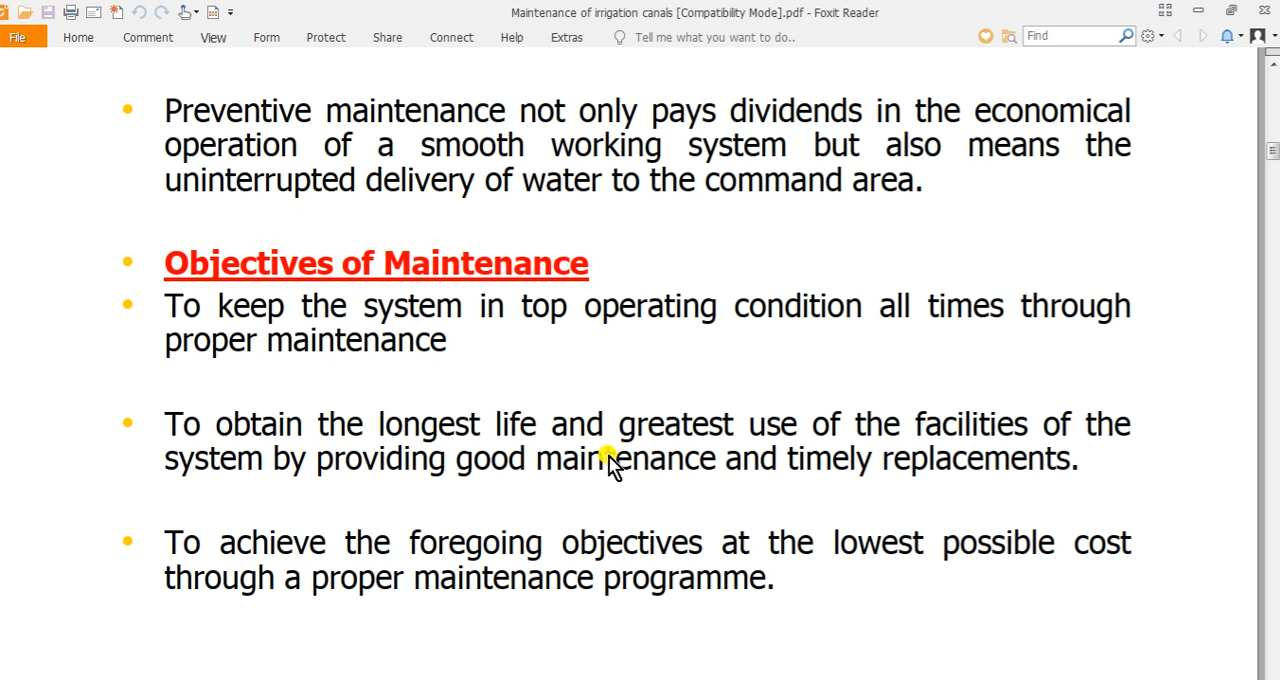 Maintenance of irrigation canals [Compatibility Mode].pdf - Foxit Reader
File Home Comment View Form Protect Share Connect Help Extras Tell me what you want to do.. Find
• Preventive maintenance not only pays dividends in the economical
operation of a smooth working system but also means the
uninterrupted delivery of water to the command area.
• Objectives of Maintenance
• To keep the system in top operating condition all times through
proper maintenance
• To obtain the longest life and greatest use of the facilities of the
system by providing good maintenance and timely replacements.
• To achieve the foregoing objectives at the lowest possible cost
through a proper maintenance programme.